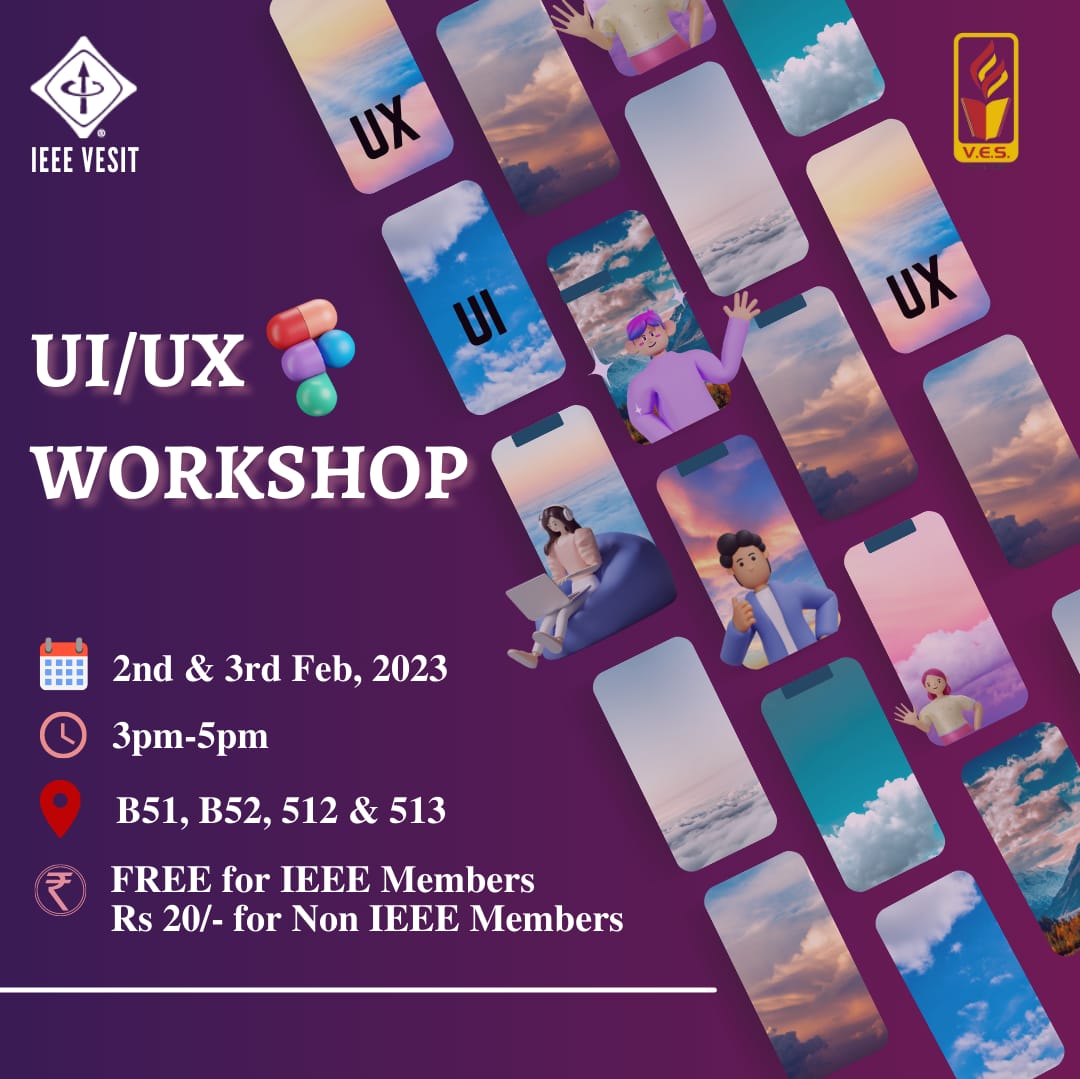 IEEE VESIT
V.E.S.
UX
UI
UX
UI/UX
WORKSHOP
2nd & 3rd Feb, 2023
3pm-5pm
B51, B52, 512 & 513
FREE for IEEE Members
Rs 20/- for Non IEEE Members